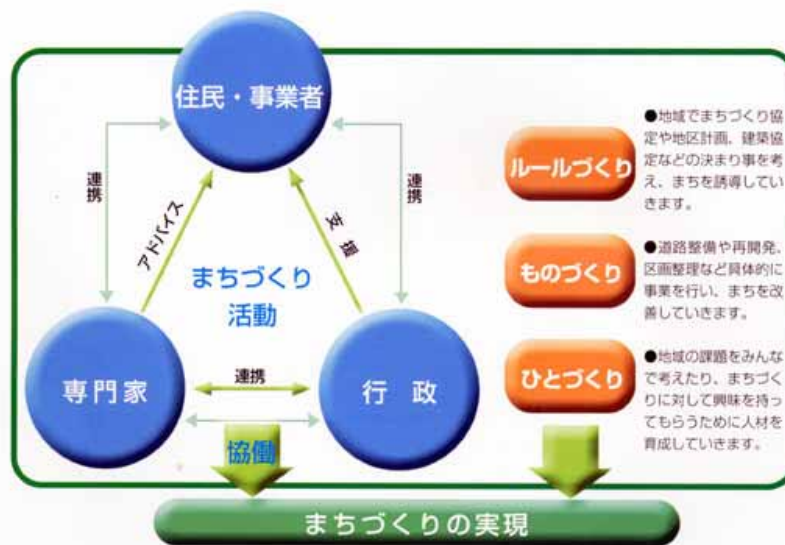 住民・事業者
連携
連携
アドバイス
支援
まちづくり
活動
専門家
連携
行 政
協働
ルールづくり
●地域でまちづくり協
定や地区計画、建築協
定などの決まり事を考
え、まちを誘導してい
きます。
ものづくり
●道路整備や再開発、
区画整理など具体的に
事業を行い、まちを改
善していきます。
ひとづくり
●地域の課題をみんな
で考えたり、まちづく
りに対して興味を持っ
てもらうために人材を
育成していきます。
まちづくりの実現